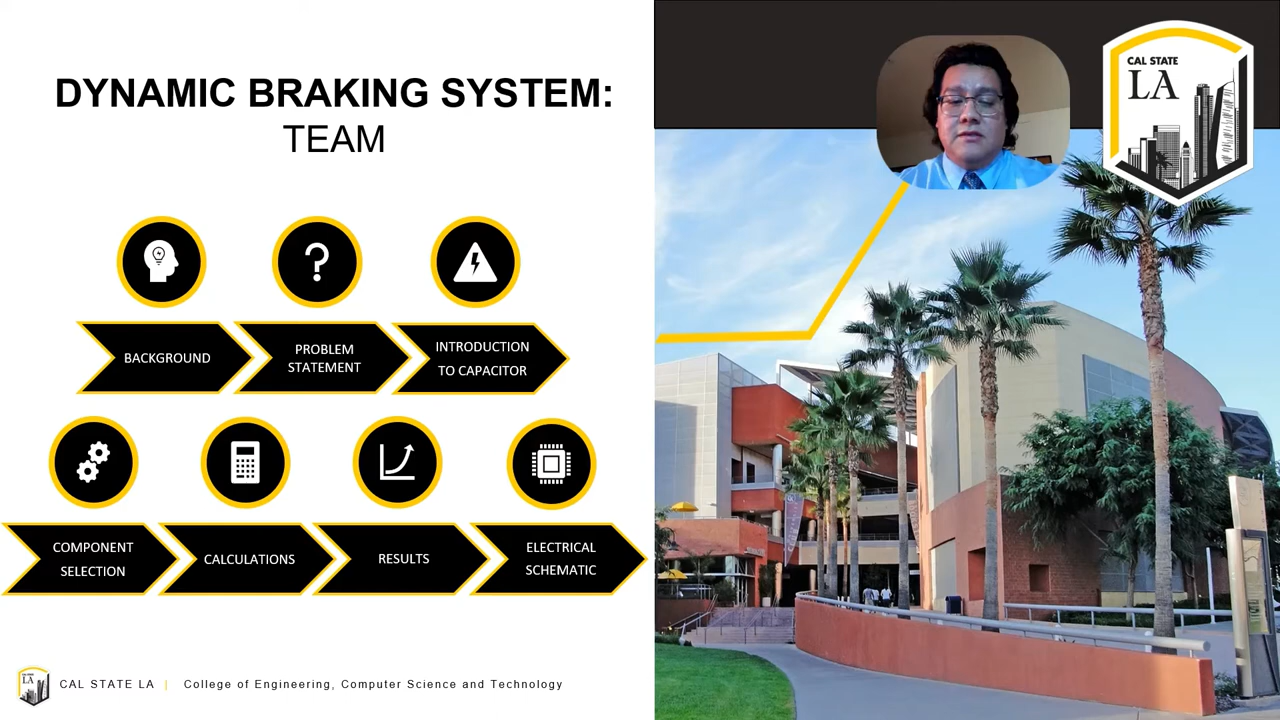 DYNAMIC BRAKING SYSTEM:
TEAM
BACKGROUND
PROBLEM
STATEMENT
INTRODUCTION
TO CAPACITOR
COMPONENT
SELECTION
CALCULATIONS
RESULTS
ELECTRICAL
SCHEMATIC
CAL STATE LA | College of Engineering, Computer Science and Technology
CAL STATE
LA